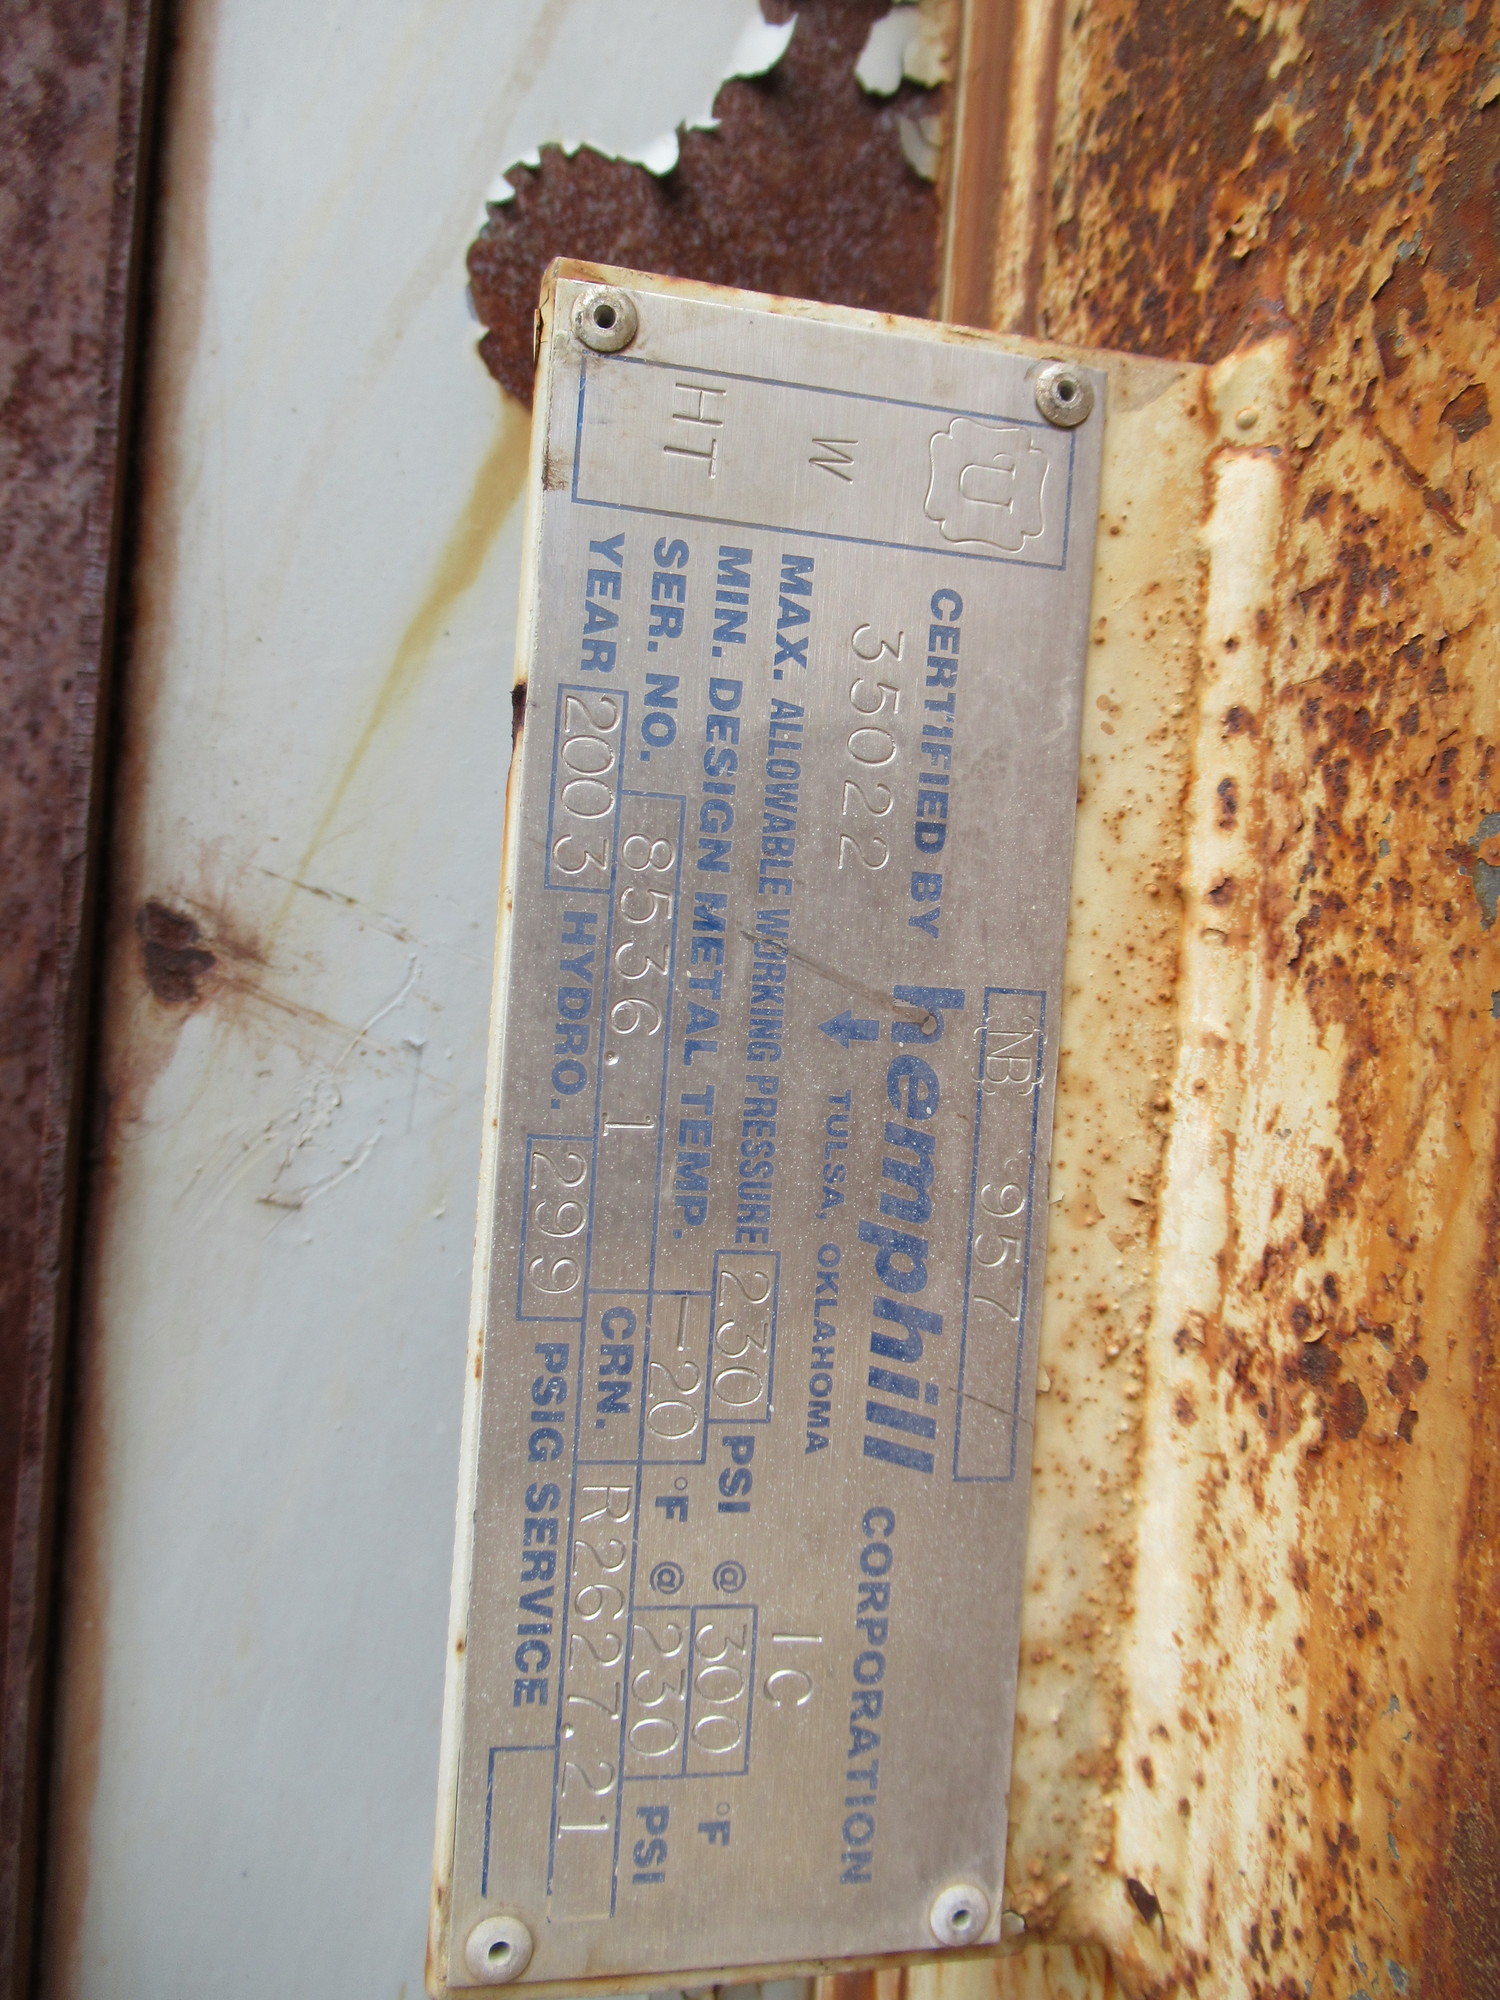 NB 957
U
CERTIFIED BY hemphill CORPORATION
W
35022
TULSA, OKLAHOMA
1C
HT
MAX. ALLOWABLE WORKING PRESSURE 230 PSI @ 300 °F
MIN. DESIGN METAL TEMP. -20 °F @ 230 PSI
SER. NO. 8536.1 CRN. R2627.21
YEAR 2003 HYDRO. 299 PSIG SERVICE